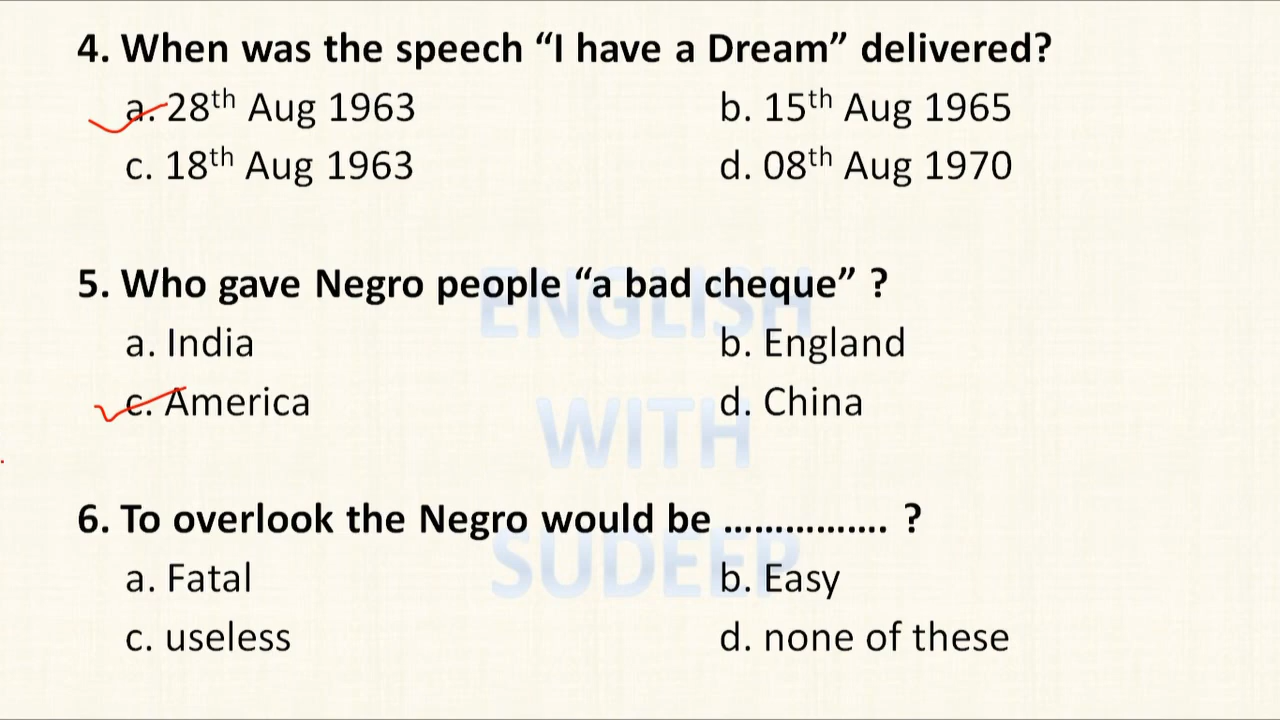 4. When was the speech “I have a Dream” delivered?
a. 28th Aug 1963 b. 15th Aug 1965
c. 18th Aug 1963 d. 08th Aug 1970
5. Who gave Negro people “a bad cheque” ?
a. India b. England
c. America d. China
6. To overlook the Negro would be ................ ?
a. Fatal b. Easy
c. useless d. none of these
ENGLISH
WITH
SUDEEP